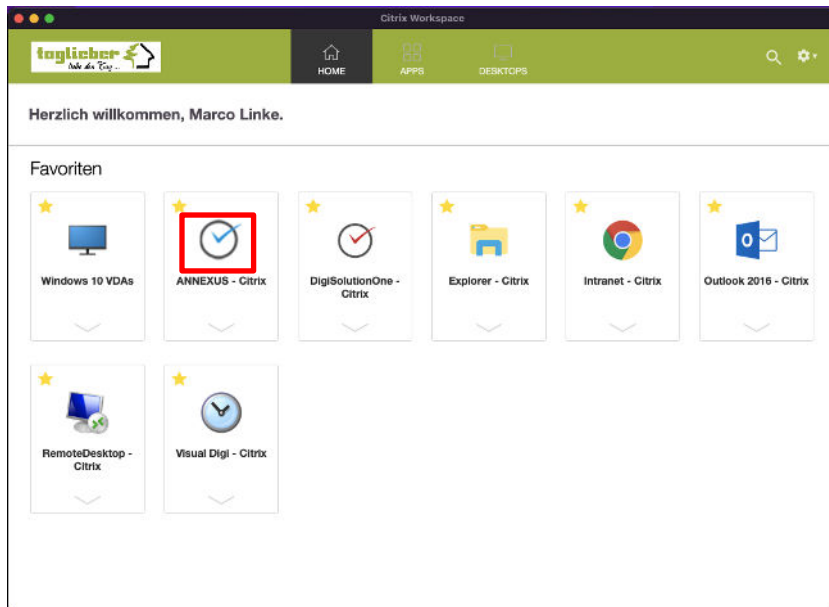 Citrix Workspace
taglieber
HOME
APPS
DESKTOPS
Herzlich willkommen, Marco Linke.
Favoriten
Windows 10 VDAs
ANNEXUS - Citrix
DigiSolutionOne -
Citrix
Explorer - Citrix
Intranet - Citrix
Outlook 2016 - Citrix
RemoteDesktop -
Citrix
Visual Digi - Citrix